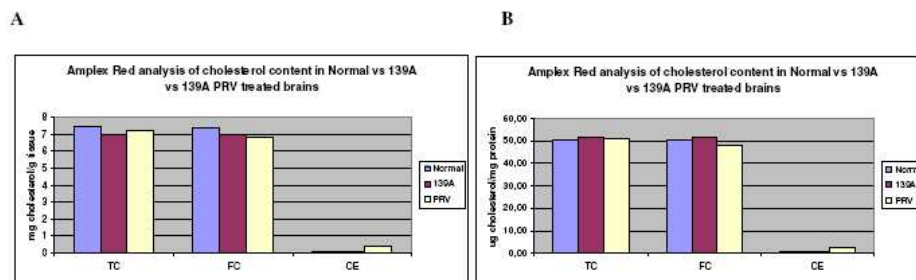 A
B
Amplex Red analysis of cholesterol content in Normal vs 139A
vs 139A PRV treated brains
mg cholesterol/g tissue
8
7
6
5
4
3
2
1
0
TC FC CE
Normal
139A
PRV
Amplex Red analysis of cholesterol content in Normal vs 139A
vs 139A PRV treated brains
ug cholesterol/mg protein
60,00
50,00
40,00
30,00
20,00
10,00
0,00
TC FC CE
Norm
139A
PRV